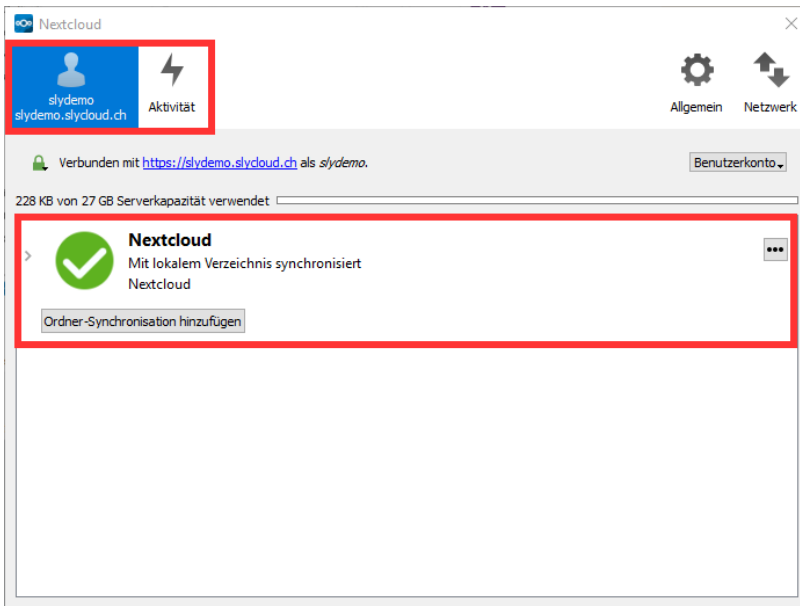 Nextcloud
slydemo
slydemo.slycloud.ch
Aktivität
Allgemein
Netzwerk
Verbunden mit https://slydemo.slycloud.ch als slydemo.
Benutzerkonto
228 KB von 27 GB Serverkapazität verwendet
Nextcloud
Mit lokalem Verzeichnis synchronisiert
Nextcloud
Ordner-Synchronisation hinzufügen